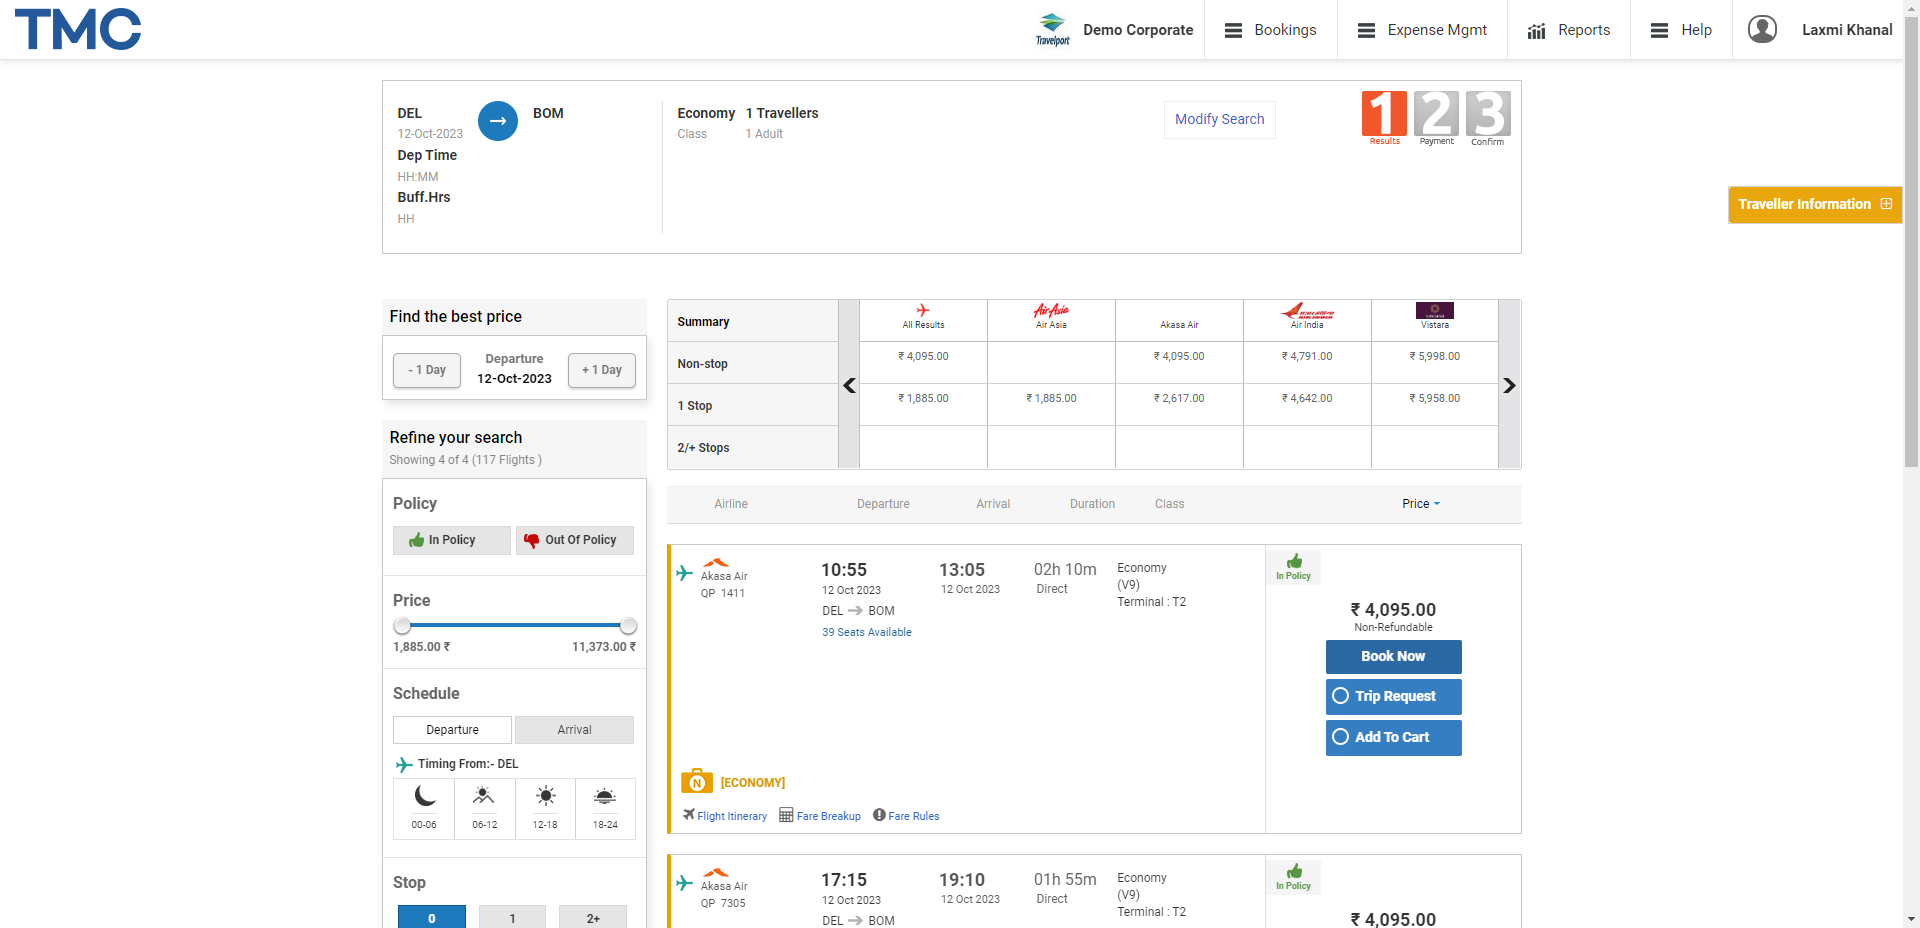 TMC
Travelport
Demo Corporate
Bookings
Expense Mgmt
Reports
Help
Laxmi Khanal
DEL
BOM
12-Oct-2023
Dep Time
HH:MM
Buff.Hrs
HH
Economy 1 Travellers
Class 1 Adult
Modify Search
1 2 3
Results Payment Confirm
Traveller Information
Find the best price
- 1 Day
Departure
12-Oct-2023
+ 1 Day
Refine your search
Showing 4 of 4 (117 Flights )
Policy
In Policy
Out Of Policy
Price
1,885.00 ₹ 11,373.00 ₹
Schedule
Departure Arrival
Timing From:- DEL
00-06 06-12 12-18 18-24
Stop
0 1 2+
AirAsia
Summary All Results Air Asia Akasa Air Air India Vistara
Non-stop ₹ 4,095.00 ₹ 4,095.00 ₹ 4,791.00 ₹ 5,998.00
1 Stop ₹ 1,885.00 ₹ 1,885.00 ₹ 2,617.00 ₹ 4,642.00 ₹ 5,958.00
2/+ Stops
Airline Departure Arrival Duration Class Price
Akasa Air
QP 1411
10:55
12 Oct 2023
DEL BOM
39 Seats Available
13:05
12 Oct 2023
02h 10m
Direct
Economy
(V9)
Terminal : T2
In Policy
₹ 4,095.00
Non-Refundable
Book Now
Trip Request
Add To Cart
N
[ECONOMY]
Flight Itinerary Fare Breakup Fare Rules
Akasa Air
QP 7305
17:15
12 Oct 2023
DEL BOM
19:10
12 Oct 2023
01h 55m
Direct
Economy
(V9)
Terminal : T2
In Policy
₹ 4,095.00